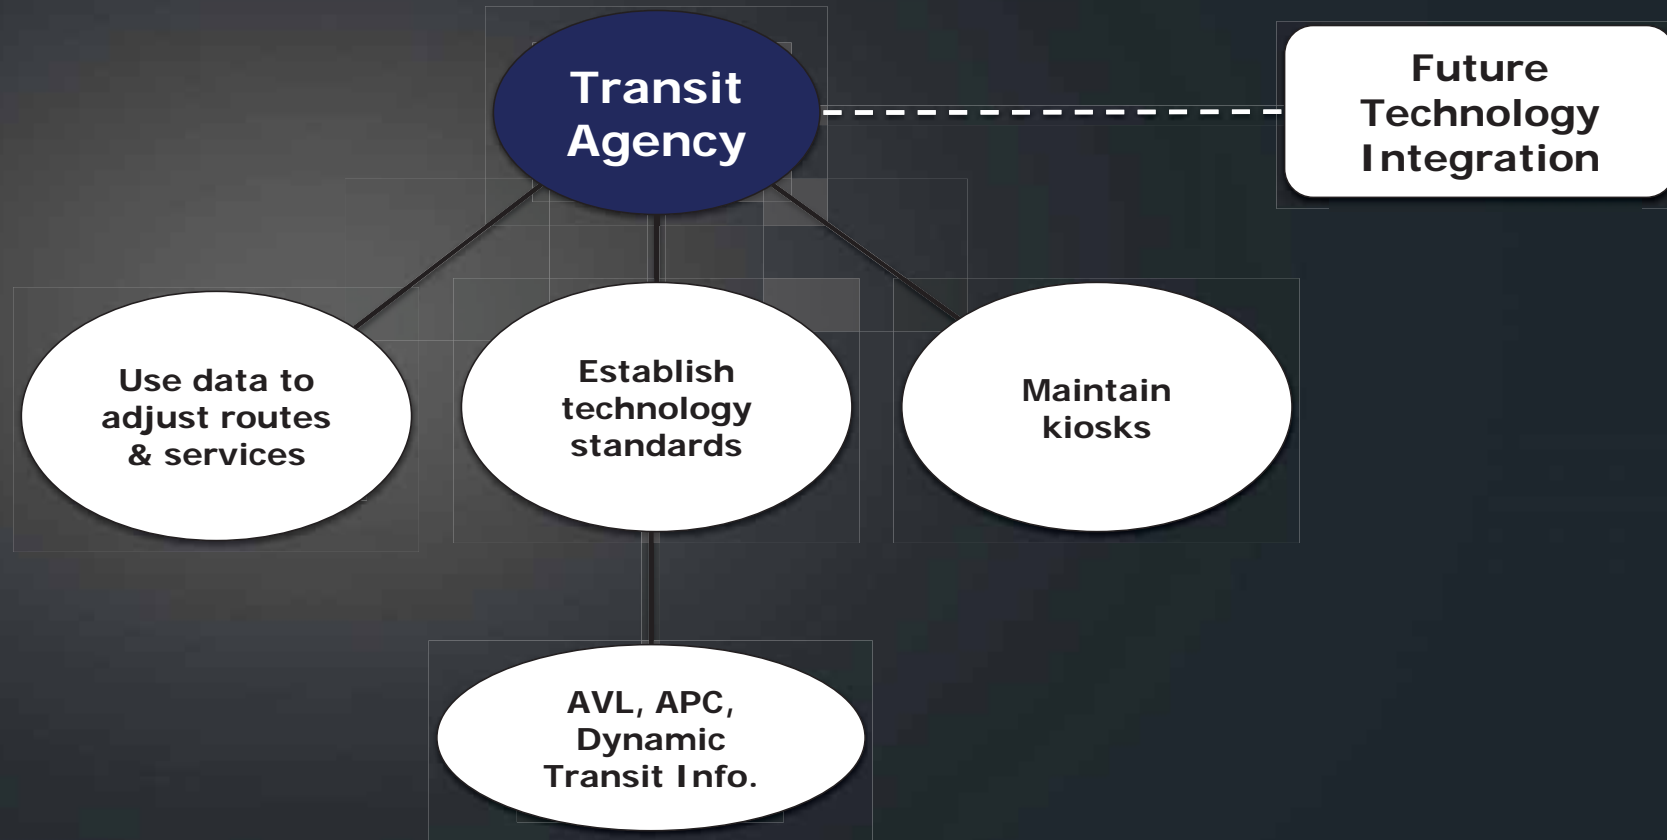 Transit
Agency
Future
Technology
Integration
Use data to
adjust routes
& services
Establish
technology
standards
Maintain
kiosks
AVL, APC,
Dynamic
Transit Info.